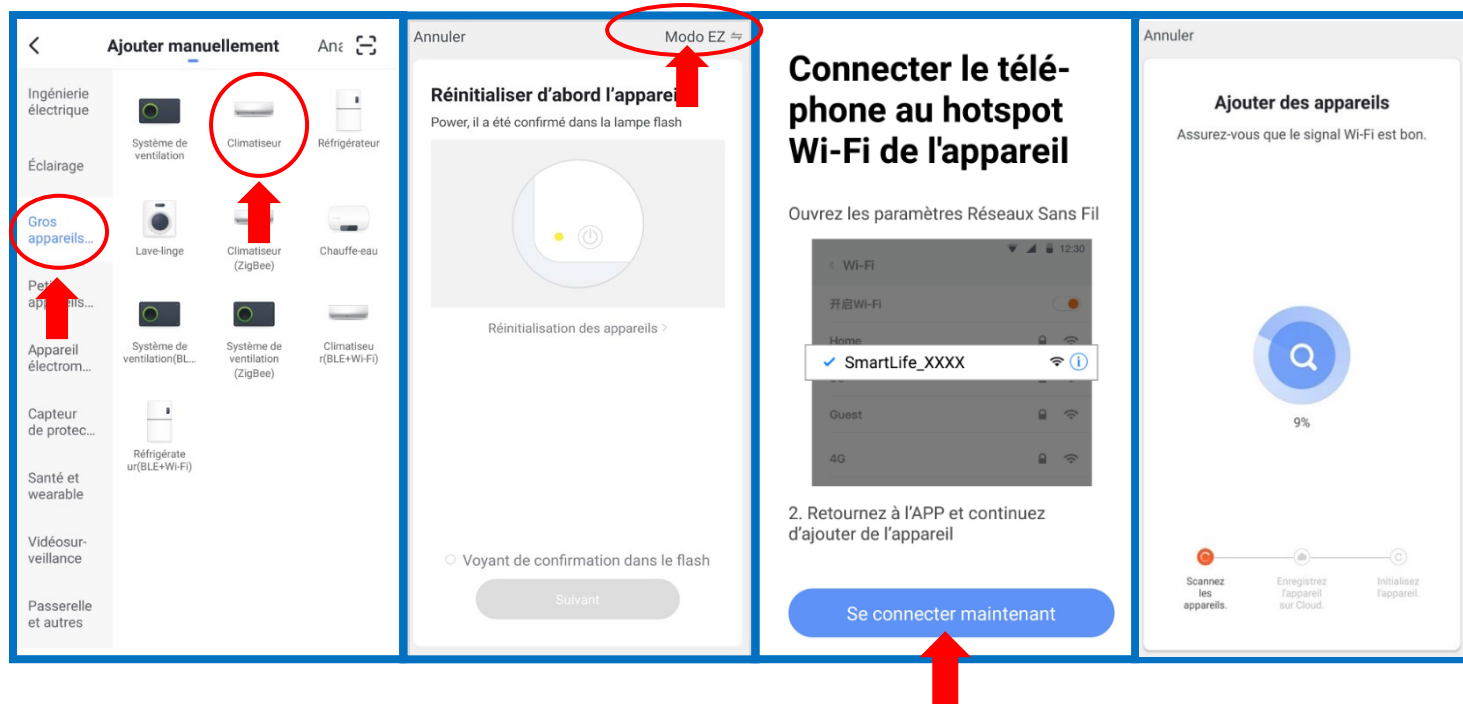 Ajouter manuellement
Ana
Ingénierie
électrique
Éclairage
Gros
appareils...
Appareil
électrom...
Capteur
de protec...
Santé et
wearable
Vidéosur-
veillance
Passerelle
et autres
Système de
ventilation
Climatiseur
Réfrigérateur
Lave-linge
Climatiseur
(ZigBee)
Chauffe-eau
Système de
ventilation(BL...
Système de
ventilation
(ZigBee)
Climatiseu
r(BLE+Wi-Fi)
Réfrigérate
ur(BLE+Wi-Fi)
Annuler
Modo EZ
Réinitialiser d’abord l’appareil
Power, il a été confirmé dans la lampe flash
Réinitialisation des appareils >
Voyant de confirmation dans le flash
Suivant
Connecter le télé-
phone au hotspot
Wi-Fi de l'appareil
Ouvrez les paramètres Réseaux Sans Fil
12:30
< Wi-Fi
开启Wi-Fi
Home
SmartLife_XXXX
Guest
4G
2. Retournez à l’APP et continuez
d’ajouter de l’appareil
Se connecter maintenant
Annuler
Ajouter des appareils
Assurez-vous que le signal Wi-Fi est bon.
9%
Scannez
les
appareils.
Enregistrez
l'appareil
sur Cloud.
Initialisez
l'appareil.